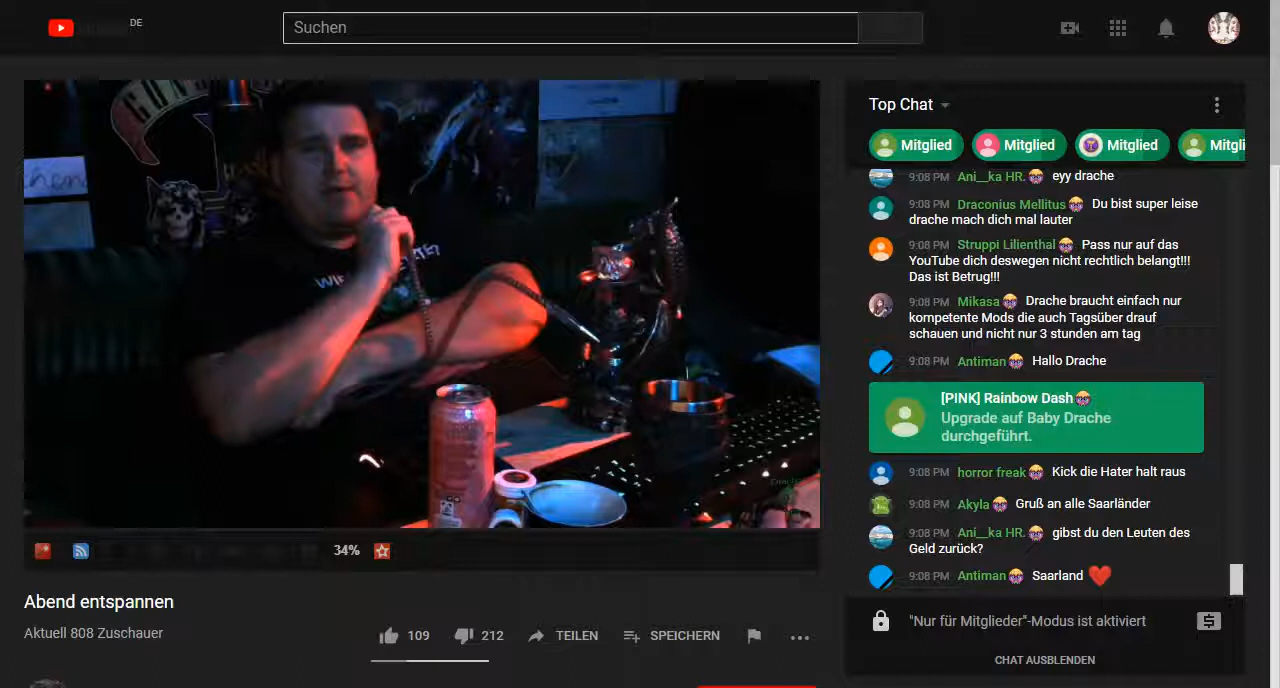 DE
Suchen
Top Chat
Mitglied
Mitglied
Mitglied
Mitgli
9:08 PM Ani__ka HR. eyy drache
9:08 PM Draconius Mellitus Du bist super leise
drache mach dich mal lauter
9:08 PM Struppi Lilienthal Pass nur auf das
YouTube dich deswegen nicht rechtlich belangt!!!
Das ist Betrug!!!
9:08 PM Mikasa Drache braucht einfach nur
kompetente Mods die auch Tagsüber drauf
schauen und nicht nur 3 stunden am tag
9:08 PM Antiman Hallo Drache
[PINK] Rainbow Dash
Upgrade auf Baby Drache
durchgeführt.
9:08 PM horror freak Kick die Hater halt raus
9:08 PM Akyla Gruß an alle Saarländer
9:08 PM Ani__ka HR. gibst du den Leuten des
Geld zurück?
9:08 PM Antiman Saarland
34%
Abend entspannen
Aktuell 808 Zuschauer
109
212
TEILEN
SPEICHERN
"Nur für Mitglieder"-Modus ist aktiviert
CHAT AUSBLENDEN